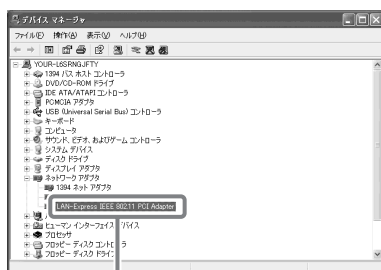 デバイス マネージャ
ファイル(F) 操作(A) 表示(V) ヘルプ(H)
YOUR-L6SRNGJFTY
1394 バス ホスト コントローラ
DVD/CD-ROM ドライブ
IDE ATA/ATAPI コントローラ
PCMCIA アダプタ
USB (Universal Serial Bus) コントローラ
キーボード
コンピュータ
サウンド、ビデオ、およびゲーム コントローラ
システム デバイス
ディスク ドライブ
ディスプレイ アダプタ
ネットワーク アダプタ
1394 ネット アダプタ
LAN-Express IEEE 802.11 PCI Adapter
ヒューマン インターフェイス デバイス
プロセッサ
フロッピー ディスク コントローラ
フロッピー ディスク ドライブ